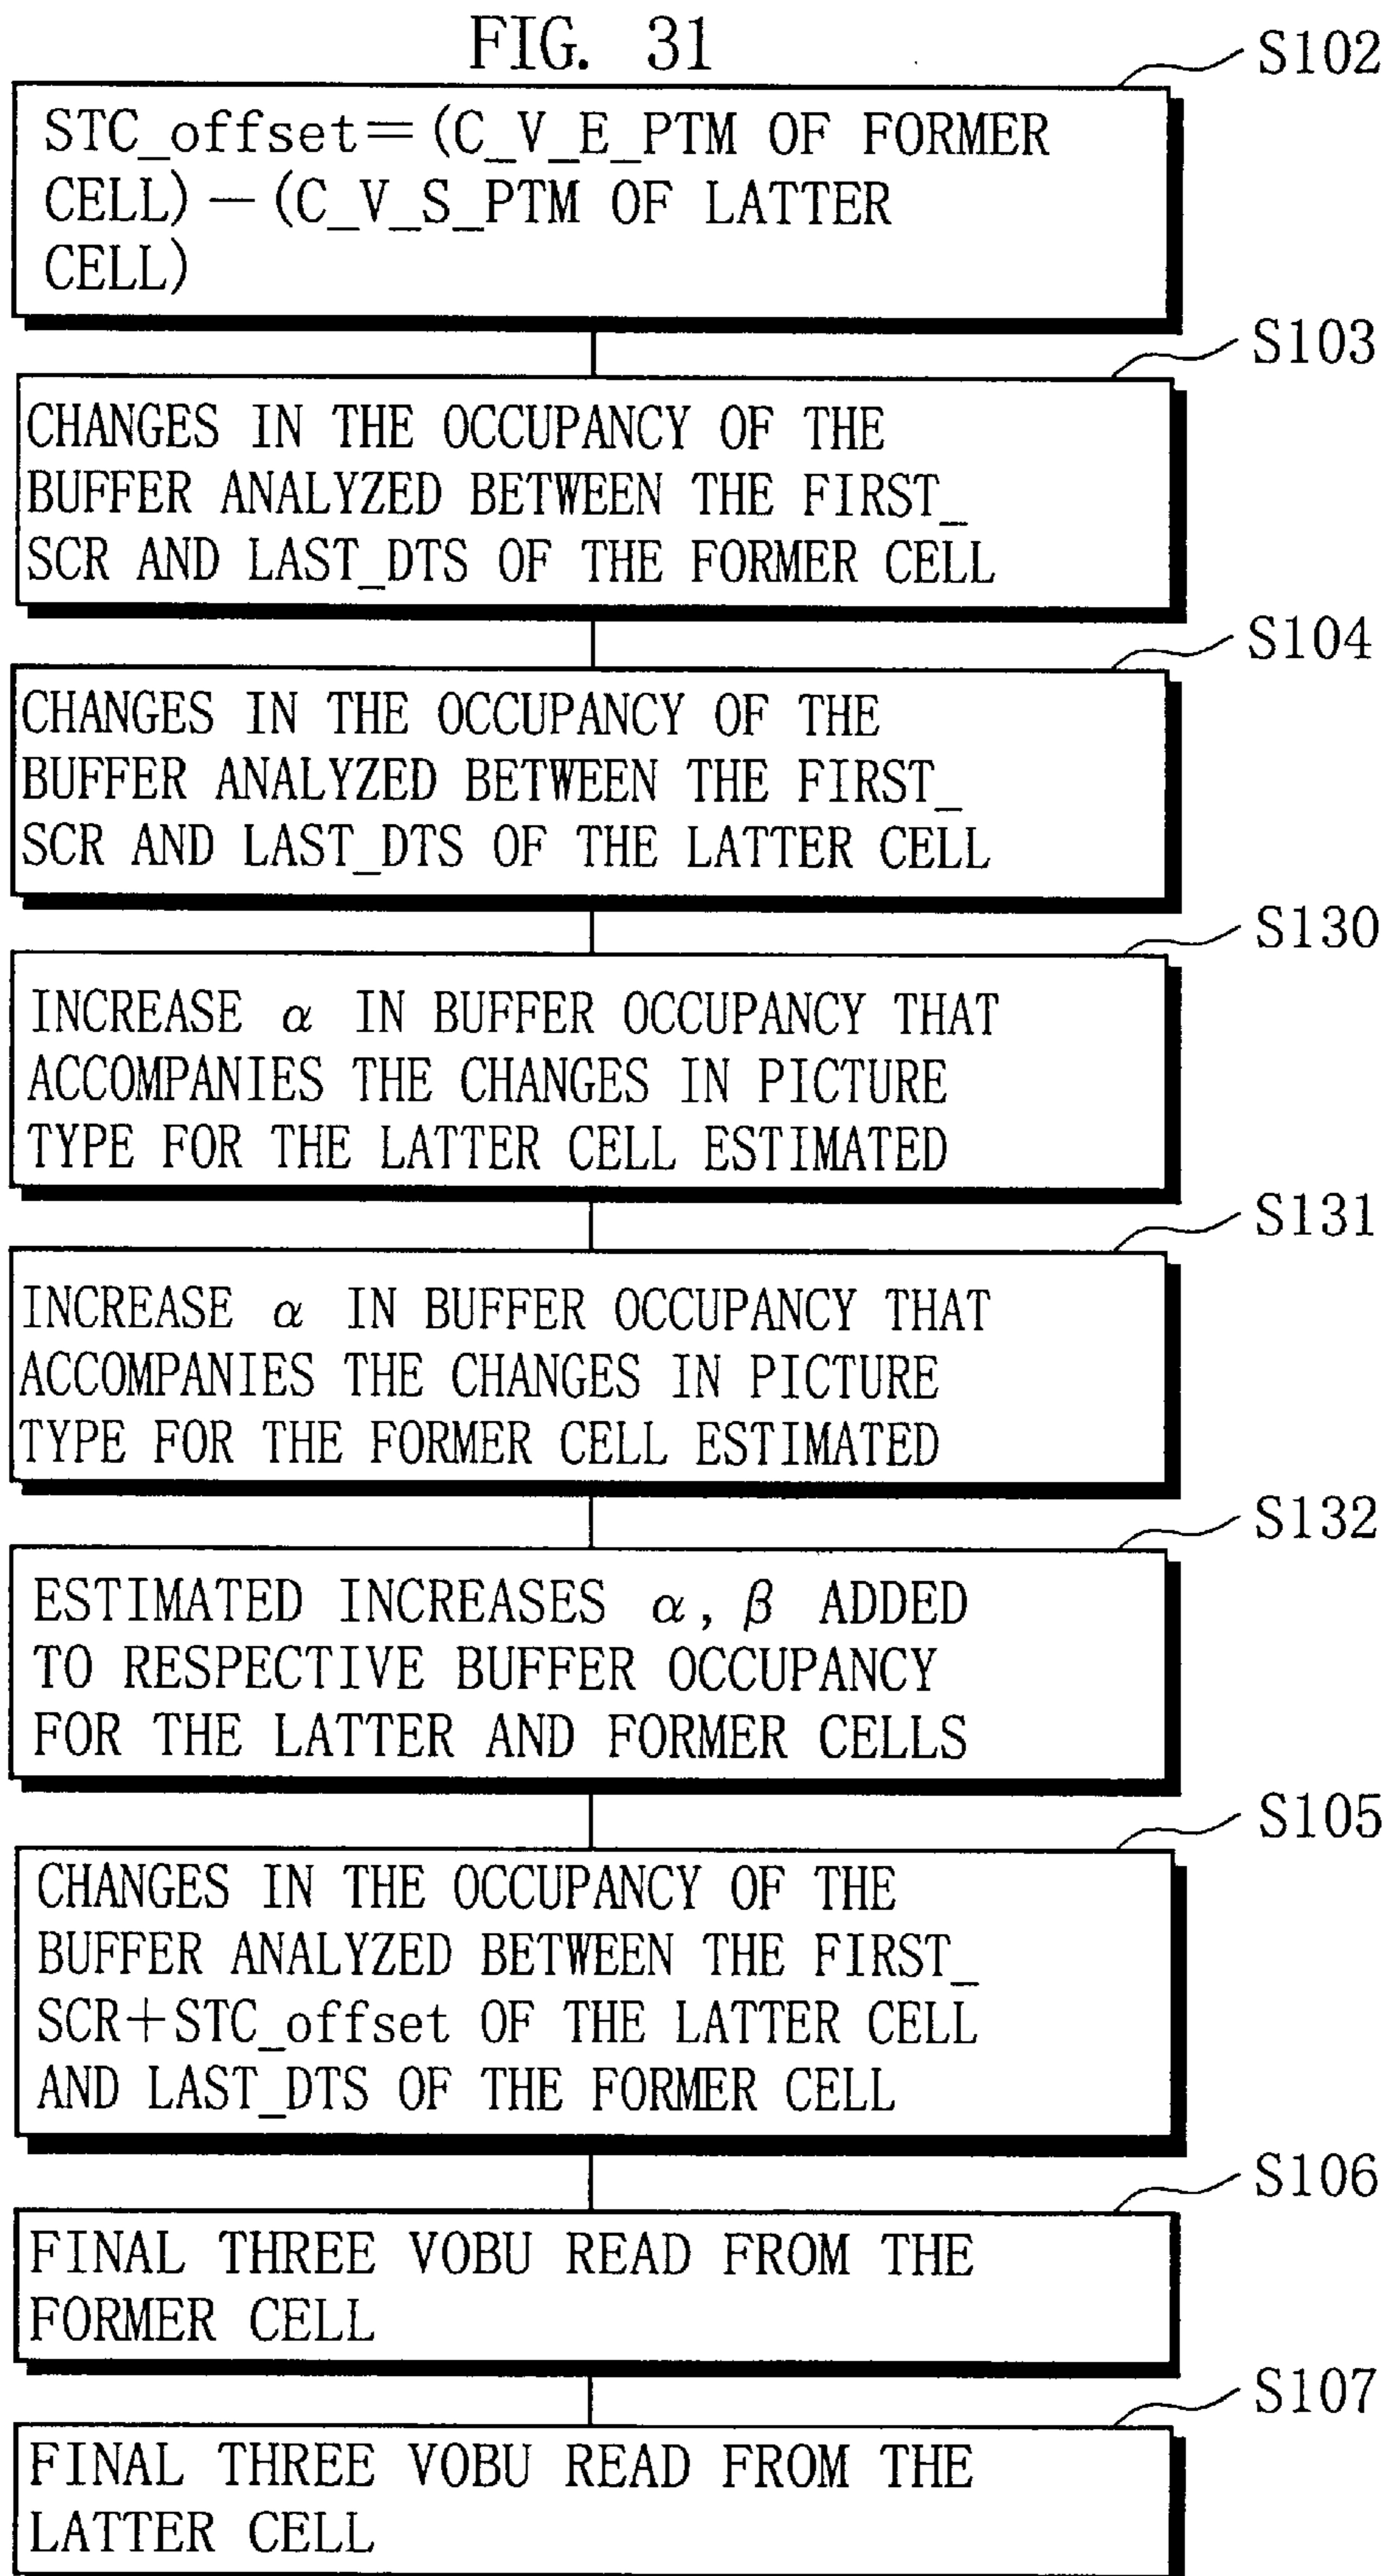 FIG. 31
S102
STC_offset=(C_V_E_PTM OF FORMER
CELL)-(C_V_S_PTM OF LATTER
CELL)
S103
CHANGES IN THE OCCUPANCY OF THE
BUFFER ANALYZED BETWEEN THE FIRST_
SCR AND LAST_DTS OF THE FORMER CELL
S104
CHANGES IN THE OCCUPANCY OF THE
BUFFER ANALYZED BETWEEN THE FIRST_
SCR AND LAST_DTS OF THE LATTER CELL
S130
INCREASE α IN BUFFER OCCUPANCY THAT
ACCOMPANIES THE CHANGES IN PICTURE
TYPE FOR THE LATTER CELL ESTIMATED
S131
INCREASE α IN BUFFER OCCUPANCY THAT
ACCOMPANIES THE CHANGES IN PICTURE
TYPE FOR THE FORMER CELL ESTIMATED
S132
ESTIMATED INCREASES α, β ADDED
TO RESPECTIVE BUFFER OCCUPANCY
FOR THE LATTER AND FORMER CELLS
S105
CHANGES IN THE OCCUPANCY OF THE
BUFFER ANALYZED BETWEEN THE FIRST_
SCR+STC_offset OF THE LATTER CELL
AND LAST_DTS OF THE FORMER CELL
S106
FINAL THREE VOBU READ FROM THE
FORMER CELL
S107
FINAL THREE VOBU READ FROM THE
LATTER CELL